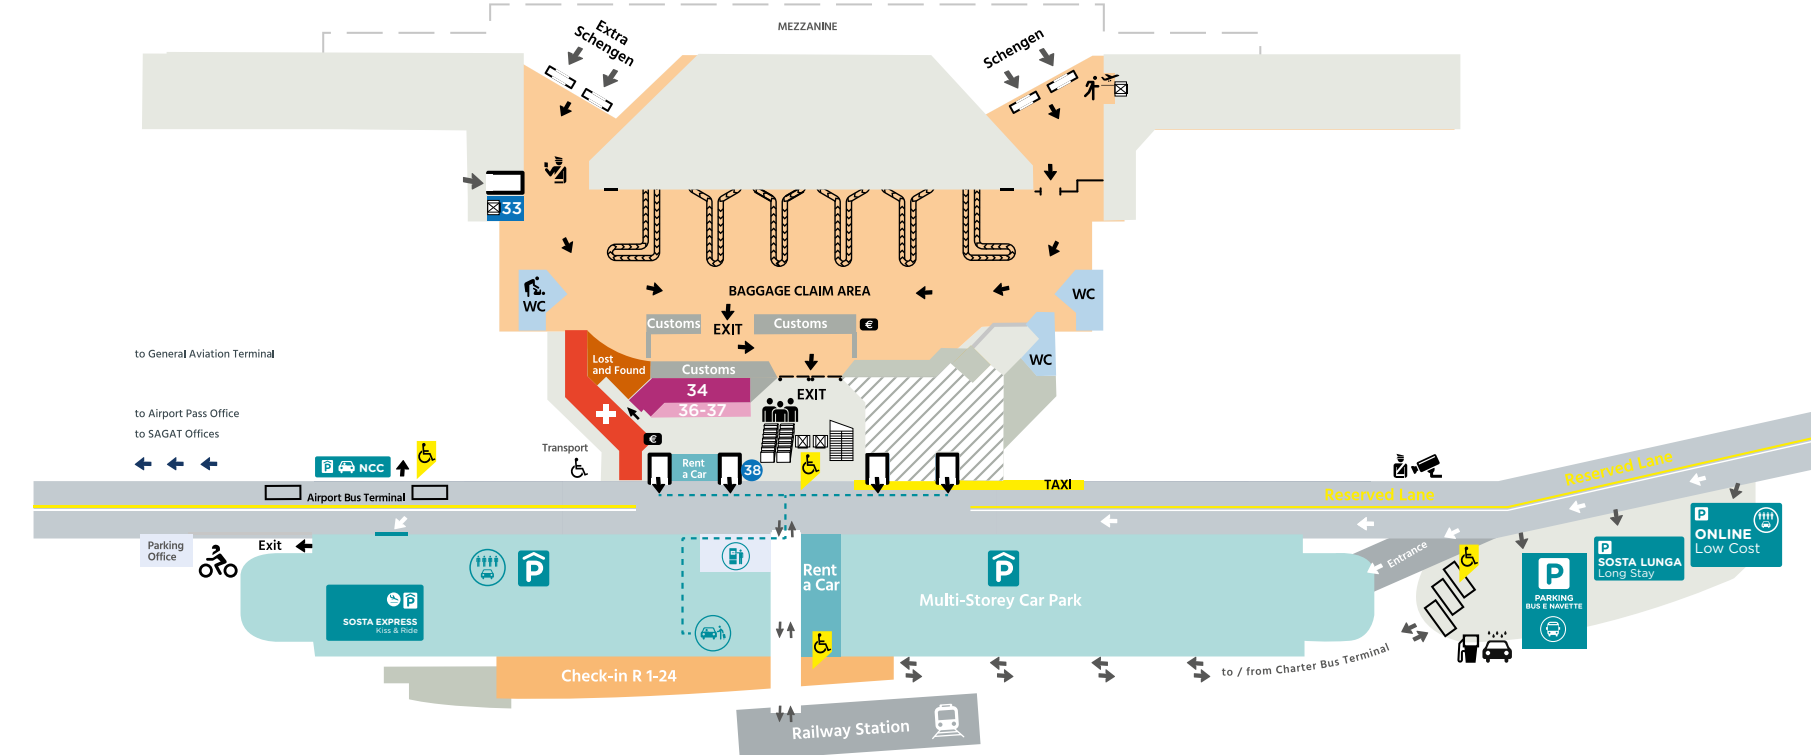 MEZZANINE
Extra
Schengen
Schengen
33
BAGGAGE CLAIM AREA
WC
WC
Customs
EXIT
Customs
€
WC
to General Aviation Terminal
Lost
and Found
Customs
34
36-37
EXIT
to Airport Pass Office
to SAGAT Offices
Transport
€
P NCC
Rent
a Car
38
TAXI
Airport Bus Terminal
Reserved Lane
Reserved Lane
Parking
Office
Exit
P
P
Rent
a Car
Multi-Storey Car Park
Entrance
P
SOSTA EXPRESS
Kiss & Ride
P
ONLINE
Low Cost
P
SOSTA LUNGA
Long Stay
P
PARKING
BUS E NAVETTE
Check-in R 1-24
to / from Charter Bus Terminal
Railway Station